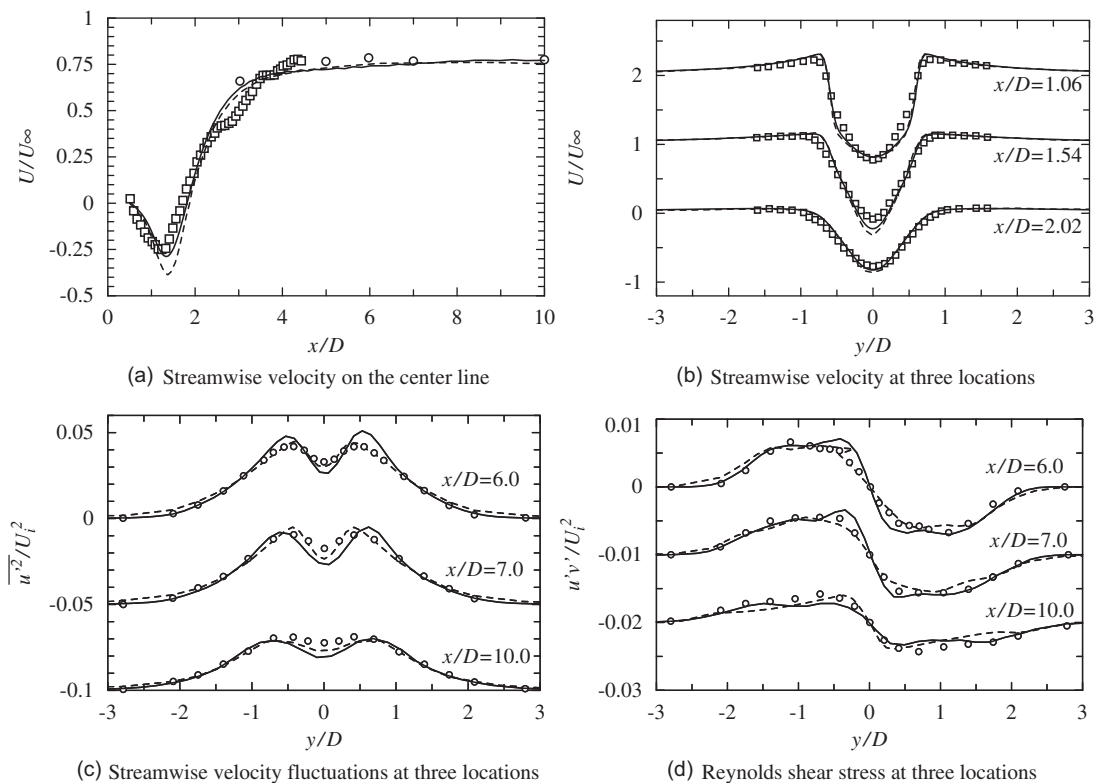 1
0.75
0.5
0.25
0
-0.25
-0.5
U/U∞
0 2 4 6 8 10
x/D
(a) Streamwise velocity on the center line
2
1
0
-1
U/U∞
x/D=1.06
x/D=1.54
x/D=2.02
-3 -2 -1 0 1 2 3
y/D
(b) Streamwise velocity at three locations
0.05
0
-0.05
-0.1
u'²/Uᵢ²
x/D=6.0
x/D=7.0
x/D=10.0
-3 -2 -1 0 1 2 3
y/D
(c) Streamwise velocity fluctuations at three locations
0.01
0
-0.01
-0.02
-0.03
u'v'/Uᵢ²
x/D=6.0
x/D=7.0
x/D=10.0
-3 -2 -1 0 1 2 3
y/D
(d) Reynolds shear stress at three locations